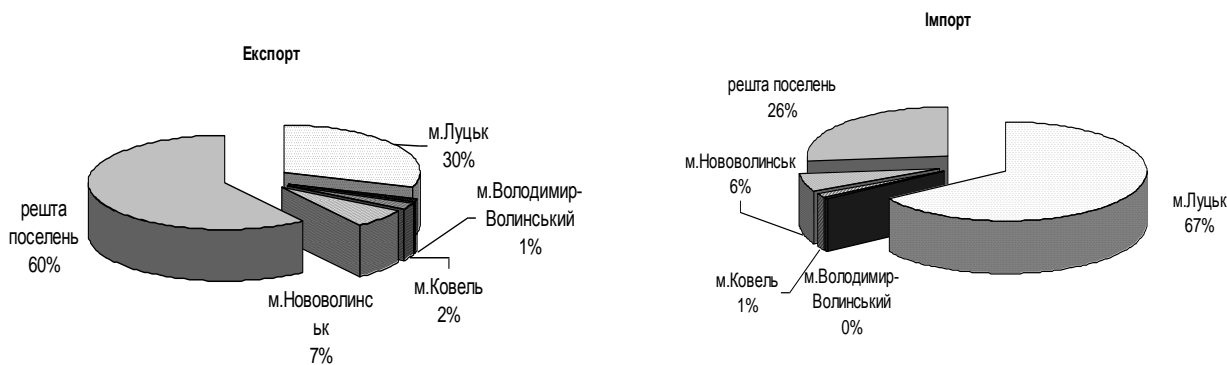 Експорт
м.Луцьк
30%
м.Володимир-
Волинський
1%
м.Ковель
2%
м.Нововолинс
ьк
7%
решта
поселень
60%
Імпорт
решта поселень
26%
м.Нововолинськ
6%
м.Ковель
1%
м.Володимир-
Волинський
0%
м.Луцьк
67%